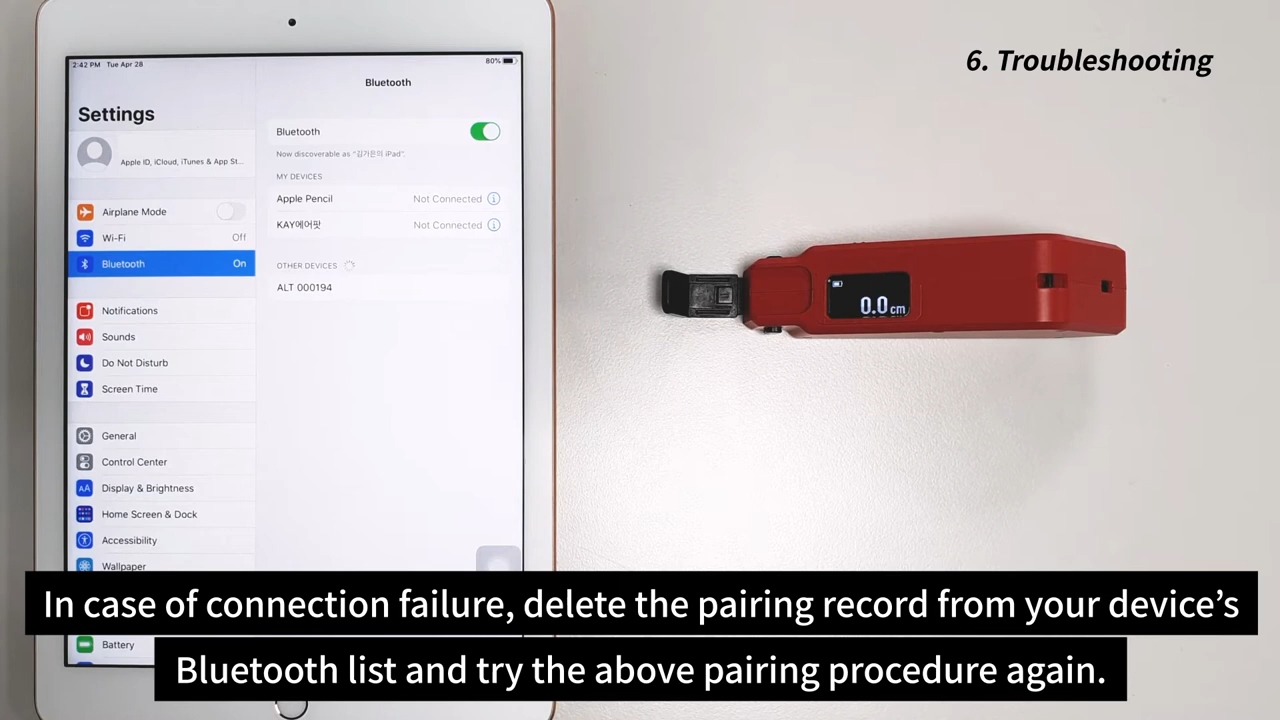 6. Troubleshooting
2:42 PM Tue Apr 28
80%
Settings
Apple ID, iCloud, iTunes & App St...
Airplane Mode
Wi-Fi Off
Bluetooth On
Notifications
Sounds
Do Not Disturb
Screen Time
General
Control Center
AA Display & Brightness
Home Screen & Dock
Accessibility
Wallpaper
Battery
Bluetooth
Bluetooth
Now discoverable as "김가은의 iPad".
MY DEVICES
Apple Pencil Not Connected
KAY에어팟 Not Connected
OTHER DEVICES
ALT 000194
0.0 cm
In case of connection failure, delete the pairing record from your device's
Bluetooth list and try the above pairing procedure again.